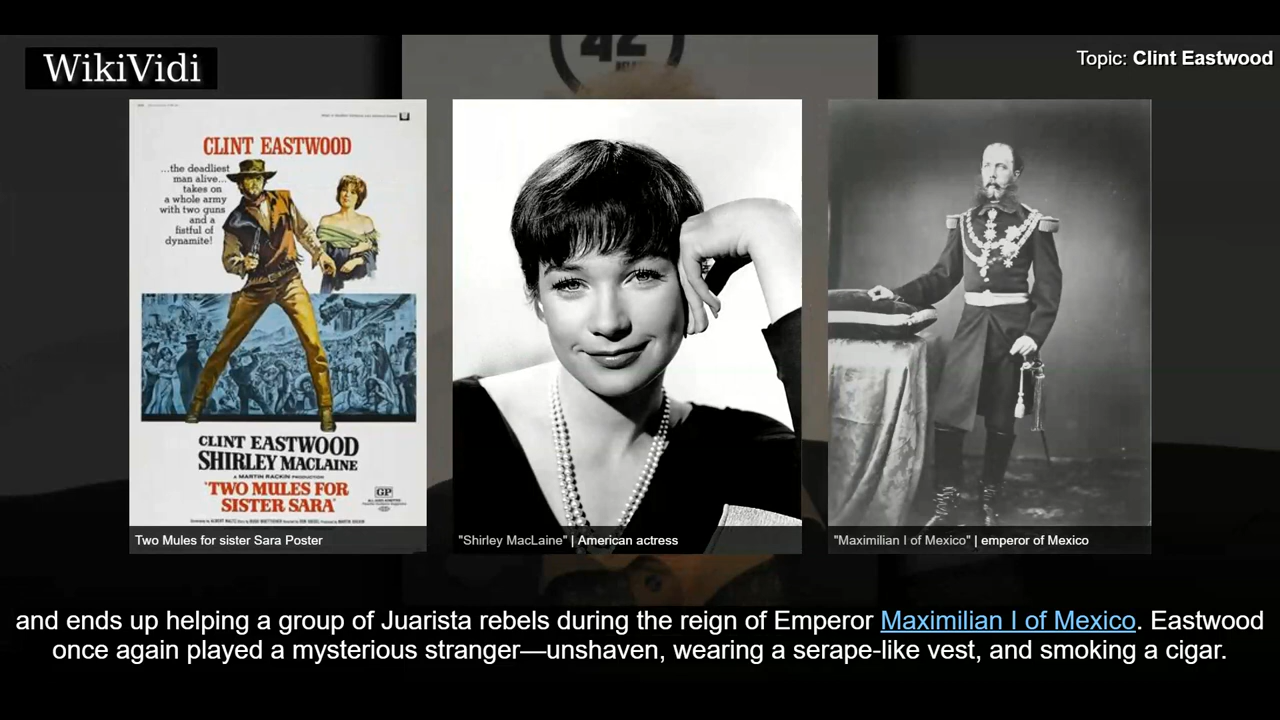 42
WikiVidi
Topic: Clint Eastwood
CLINT EASTWOOD
...the deadliest
man alive...
takes on
a whole army
with two guns
and a
fistful of
dynamite!
CLINT EASTWOOD
SHIRLEY MACLAINE
A MARTIN RACKIN PRODUCTION
"TWO MULES FOR
SISTER SARA"
GP
Two Mules for sister Sara Poster
"Shirley MacLaine" | American actress
"Maximilian I of Mexico" | emperor of Mexico
and ends up helping a group of Juarista rebels during the reign of Emperor Maximilian I of Mexico. Eastwood
once again played a mysterious stranger—unshaven, wearing a serape-like vest, and smoking a cigar.